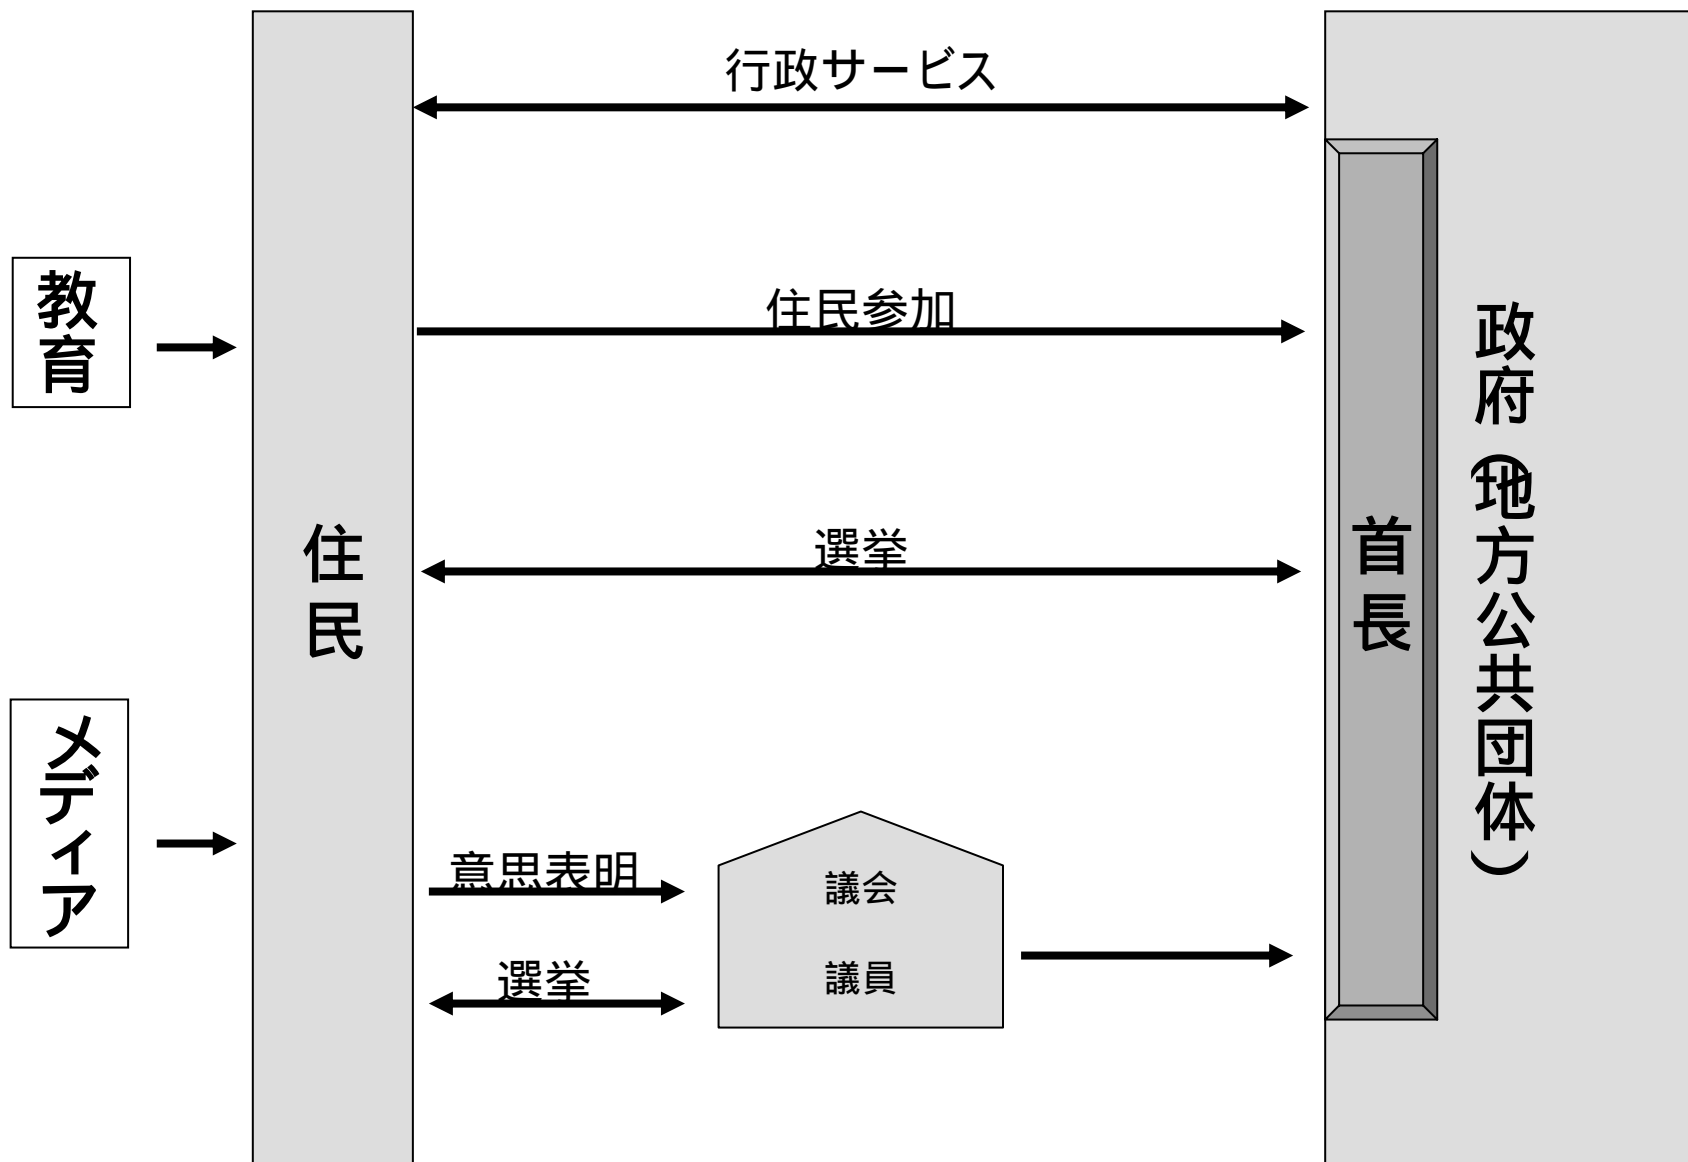 行政サービス
教育
住民参加
政府（地方公共団体）
住民
選挙
首長
メディア
意思表明
議会
選挙
議員